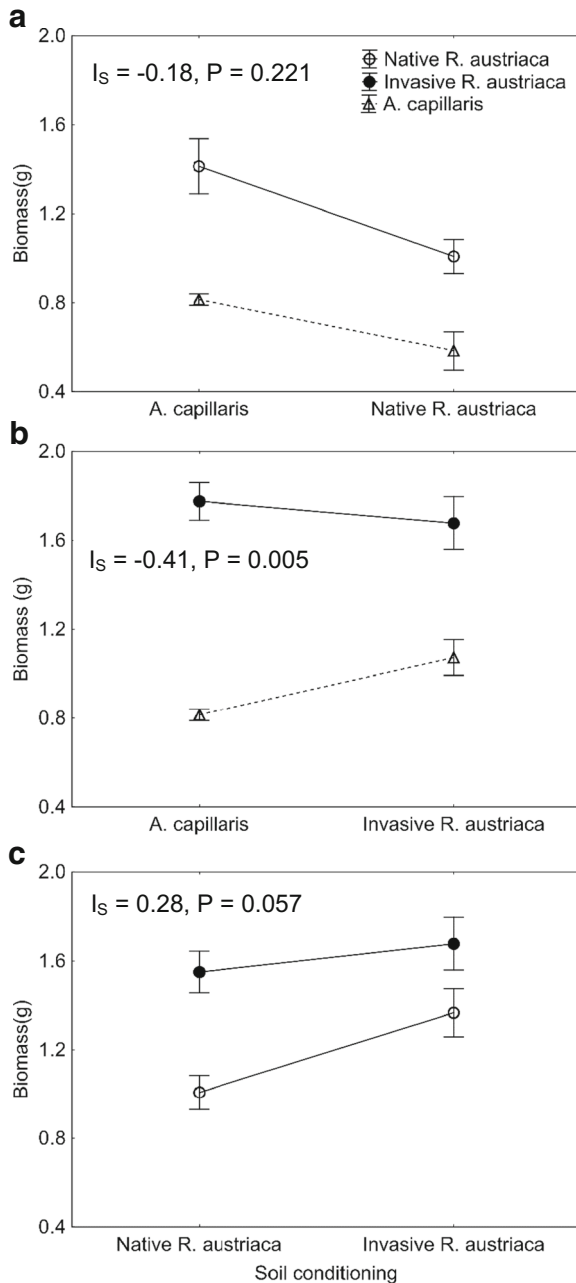 a
2.0
1.6
1.2
0.8
0.4
Biomass(g)
I_S = -0.18, P = 0.221
Native R. austriaca
Invasive R. austriaca
A. capillaris
A. capillaris Native R. austriaca
b
2.0
1.6
1.2
0.8
0.4
Biomass (g)
I_S = -0.41, P = 0.005
A. capillaris Invasive R. austriaca
c
2.0
1.6
1.2
0.8
0.4
Biomass(g)
I_S = 0.28, P = 0.057
Native R. austriaca Invasive R. austriaca
Soil conditioning